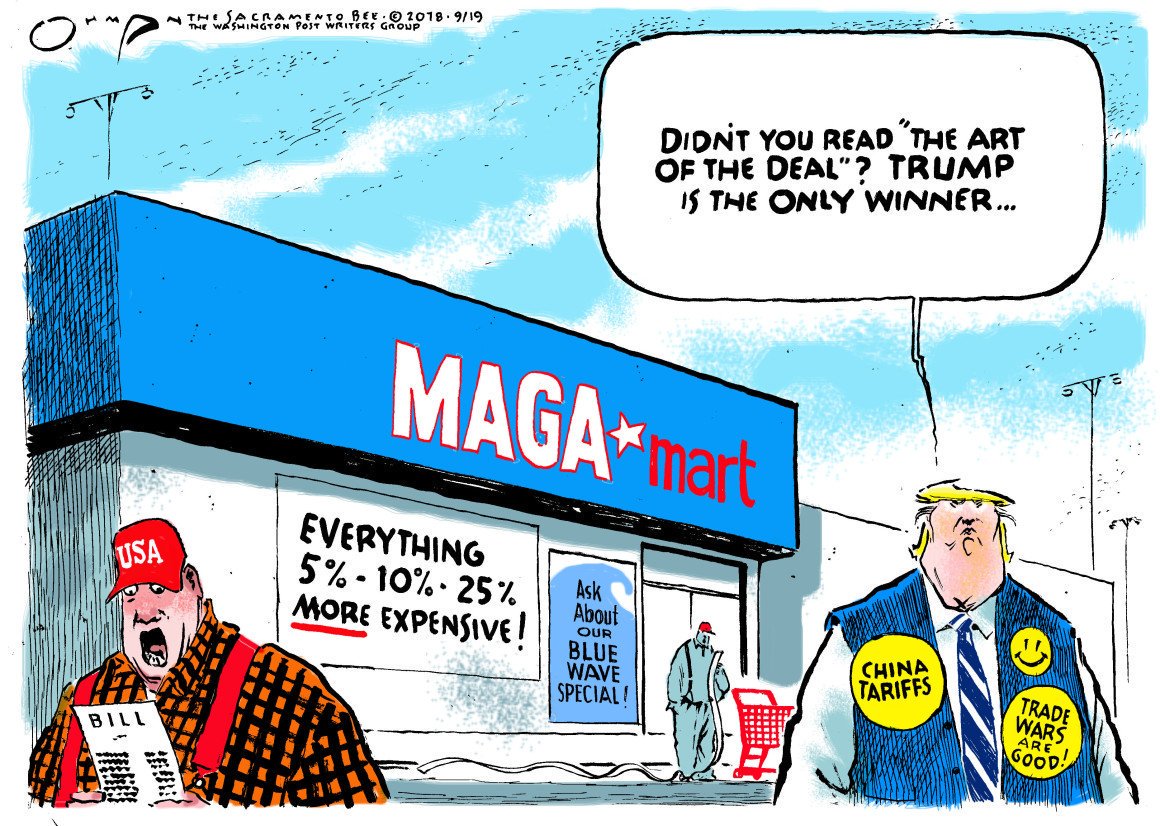 OHMAN THE SACRAMENTO BEE · © 2018 · 9/19
THE WASHINGTON POST WRITERS GROUP
DIDN'T YOU READ "THE ART
OF THE DEAL"? TRUMP
IS THE ONLY WINNER...
MAGA★mart
EVERYTHING
5% - 10% · 25%
MORE EXPENSIVE!
Ask
About
OUR
BLUE
WAVE
SPECIAL!
USA
BILL
CHINA
TARIFFS
TRADE
WARS
ARE
GOOD!